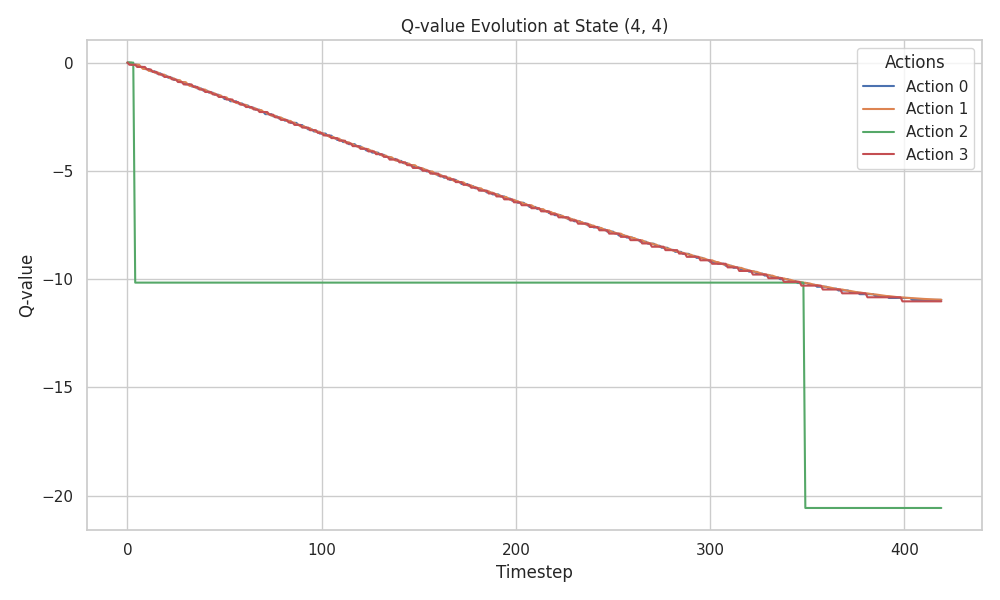 Q-value Evolution at State (4, 4)
Actions
Action 0
Action 1
Action 2
Action 3
Q-value
0
−5
−10
−15
−20
0 100 200 300 400
Timestep